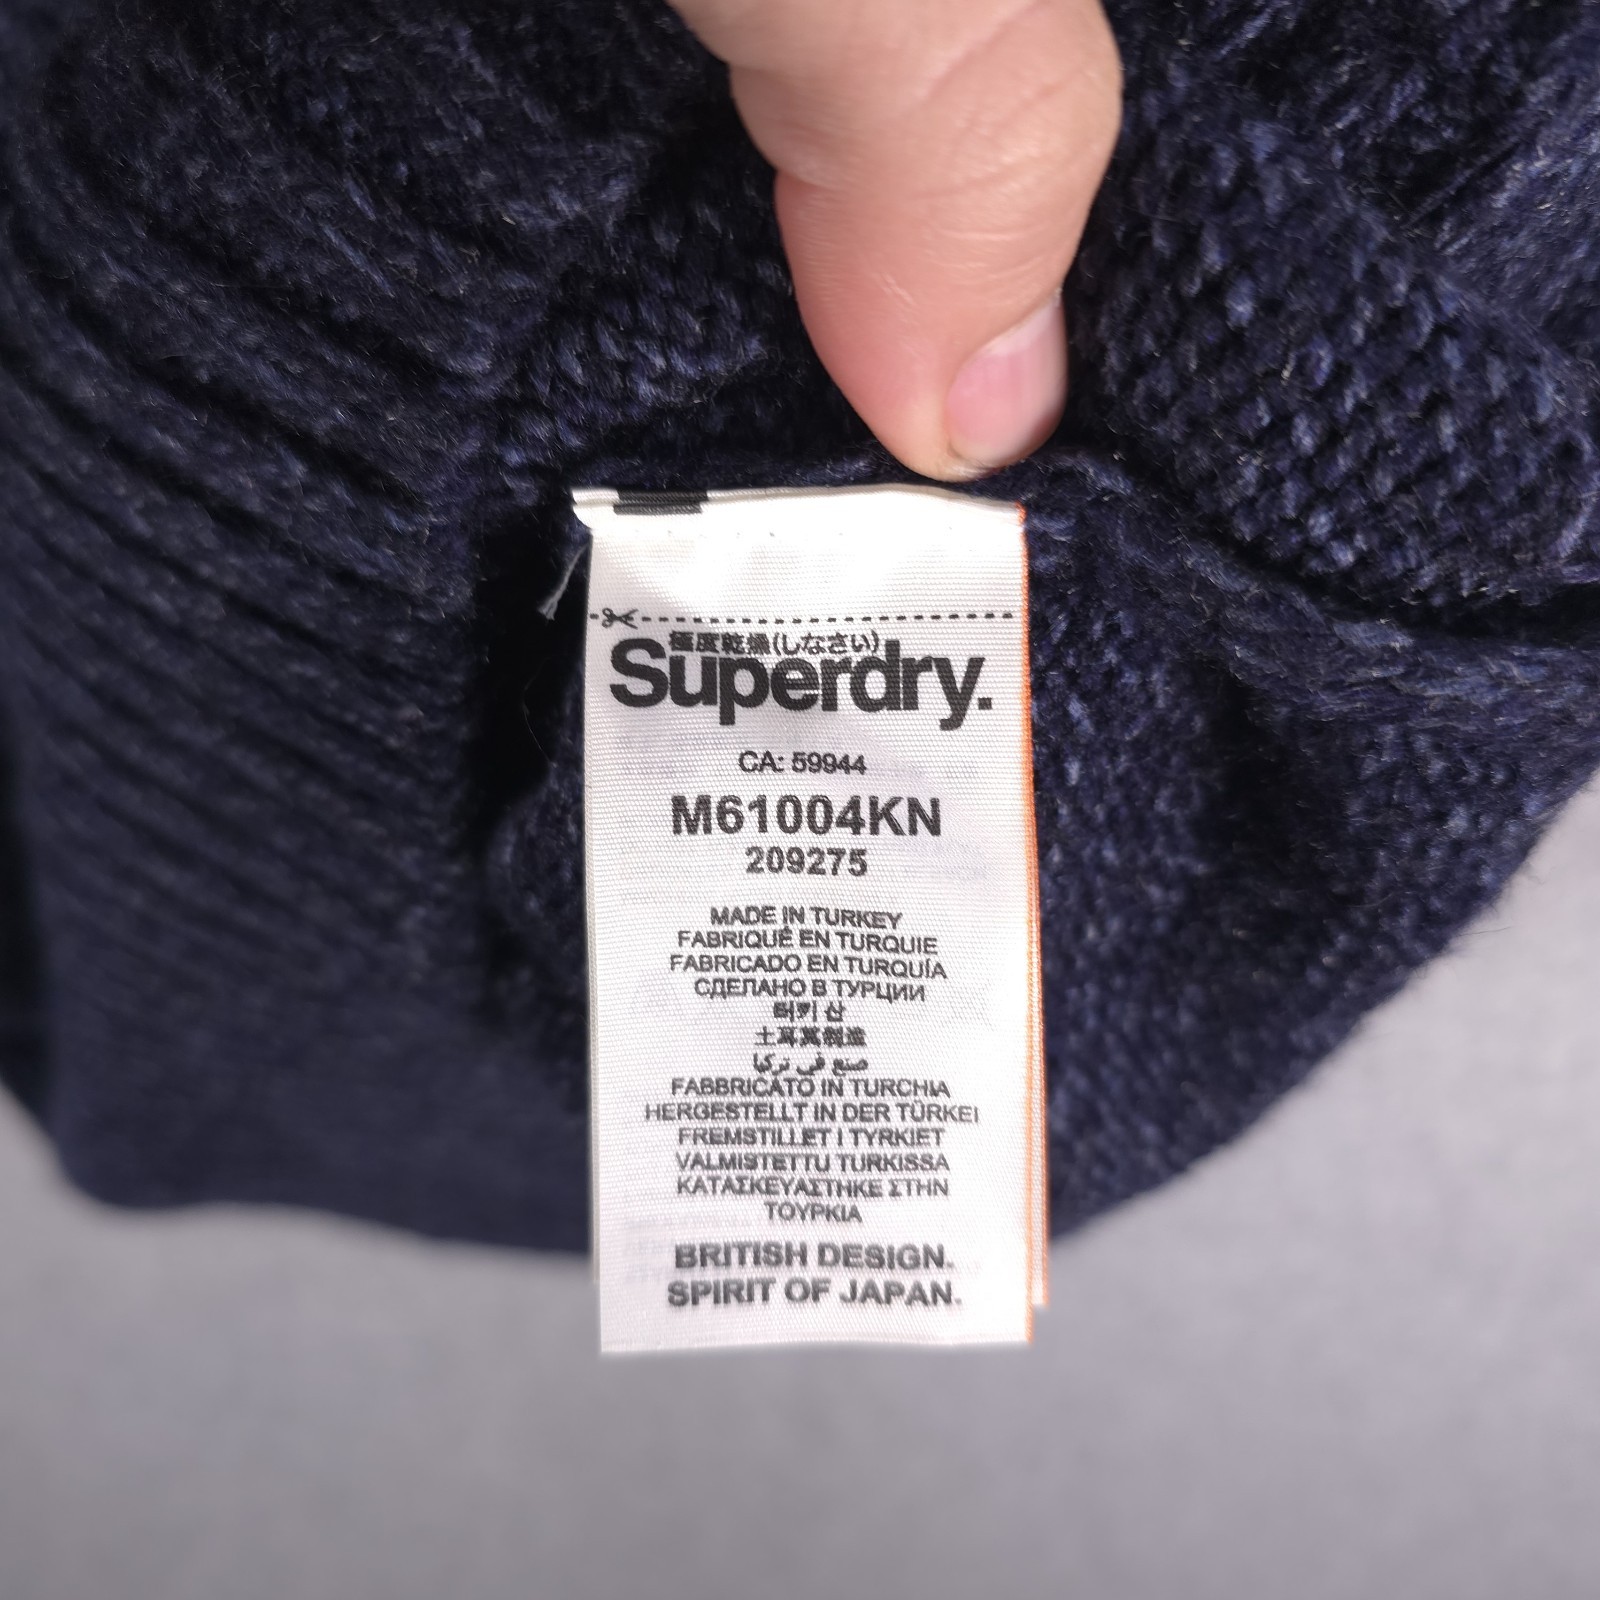 極度乾燥(しなさい)
Superdry.
CA: 59944
M61004KN
209275
MADE IN TURKEY
FABRIQUÉ EN TURQUIE
FABRICADO EN TURQUÍA
СДЕЛАНО В ТУРЦИИ
터키 산
土耳其製造
صنع في تركيا
FABBRICATO IN TURCHIA
HERGESTELLT IN DER TÜRKEI
FREMSTILLET I TYRKIET
VALMISTETTU TURKISSA
ΚΑΤΑΣΚΕΥΑΣΤΗΚΕ ΣΤΗΝ
ΤΟΥΡΚΙΑ
BRITISH DESIGN.
SPIRIT OF JAPAN.